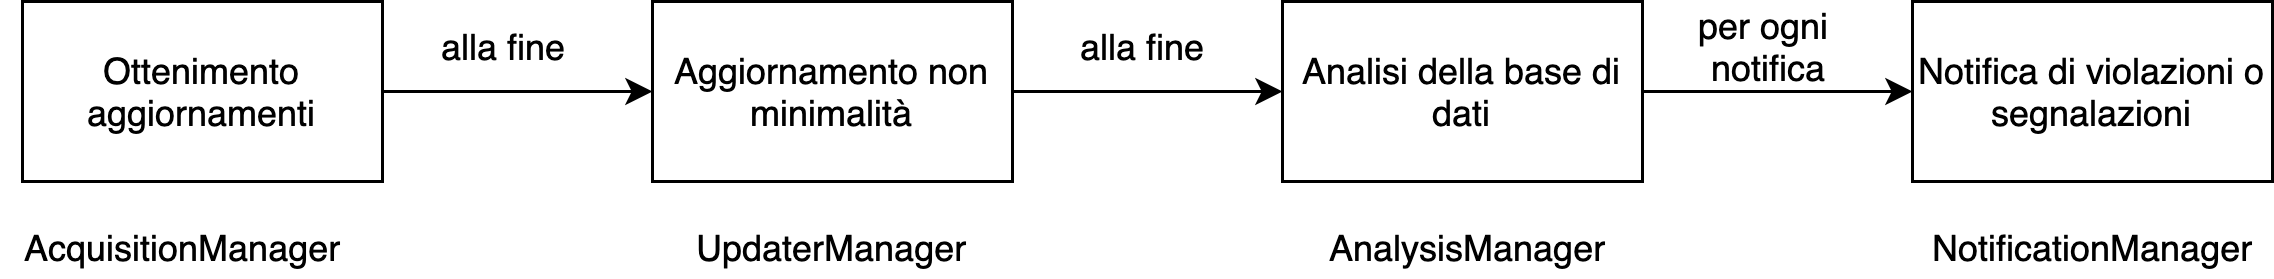 Ottenimento
aggiornamenti
alla fine
Aggiornamento non
minimalità
alla fine
Analisi della base di
dati
per ogni
notifica
Notifica di violazioni o
segnalazioni
AcquisitionManager
UpdaterManager
AnalysisManager
NotificationManager